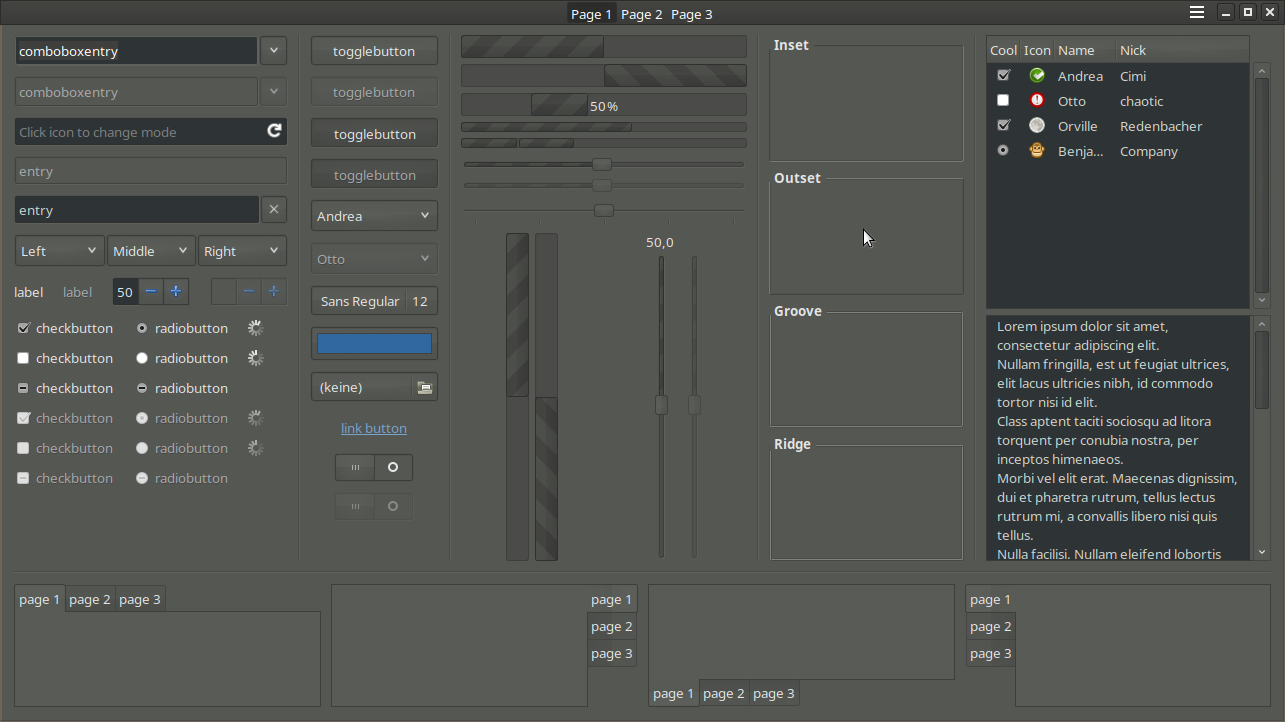 Page 1 Page 2 Page 3
comboboxentry
comboboxentry
Click icon to change mode
entry
entry
Left Middle Right
label label 50
checkbutton radiobutton
checkbutton radiobutton
checkbutton radiobutton
checkbutton radiobutton
checkbutton radiobutton
checkbutton radiobutton
togglebutton
togglebutton
togglebutton
togglebutton
Andrea
Otto
Sans Regular 12
(keine)
link button
50%
50,0
Inset
Outset
Groove
Ridge
Cool Icon Name Nick
Andrea Cimi
Otto chaotic
Orville Redenbacher
Benja... Company
Lorem ipsum dolor sit amet,
consectetur adipiscing elit.
Nullam fringilla, est ut feugiat ultrices,
elit lacus ultricies nibh, id commodo
tortor nisi id elit.
Class aptent taciti sociosqu ad litora
torquent per conubia nostra, per
inceptos himenaeos.
Morbi vel elit erat. Maecenas dignissim,
dui et pharetra rutrum, tellus lectus
rutrum mi, a convallis libero nisi quis
tellus.
Nulla facilisi. Nullam eleifend lobortis
page 1 page 2 page 3
page 1
page 2
page 3
page 1 page 2 page 3
page 1
page 2
page 3